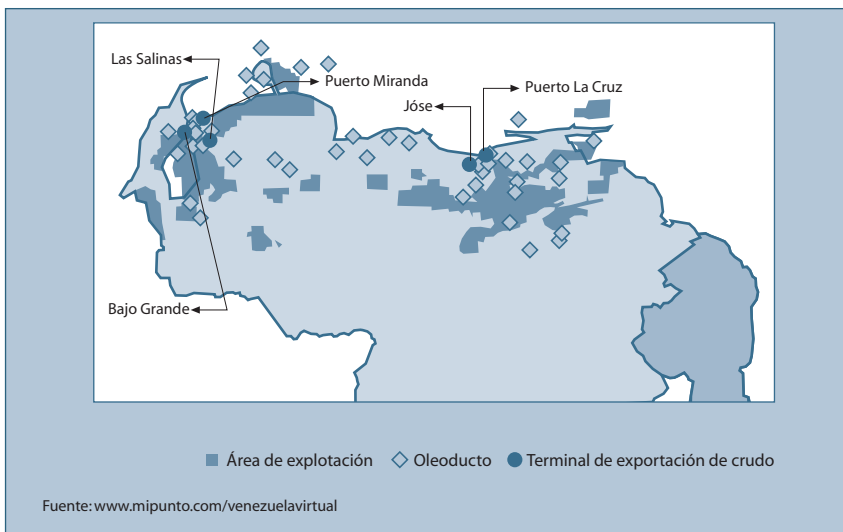 Las Salinas
Puerto Miranda
Puerto La Cruz
Jóse
Bajo Grande
Área de explotación
Oleoducto
Terminal de exportación de crudo
Fuente: www.mipunto.com/venezuelavirtual